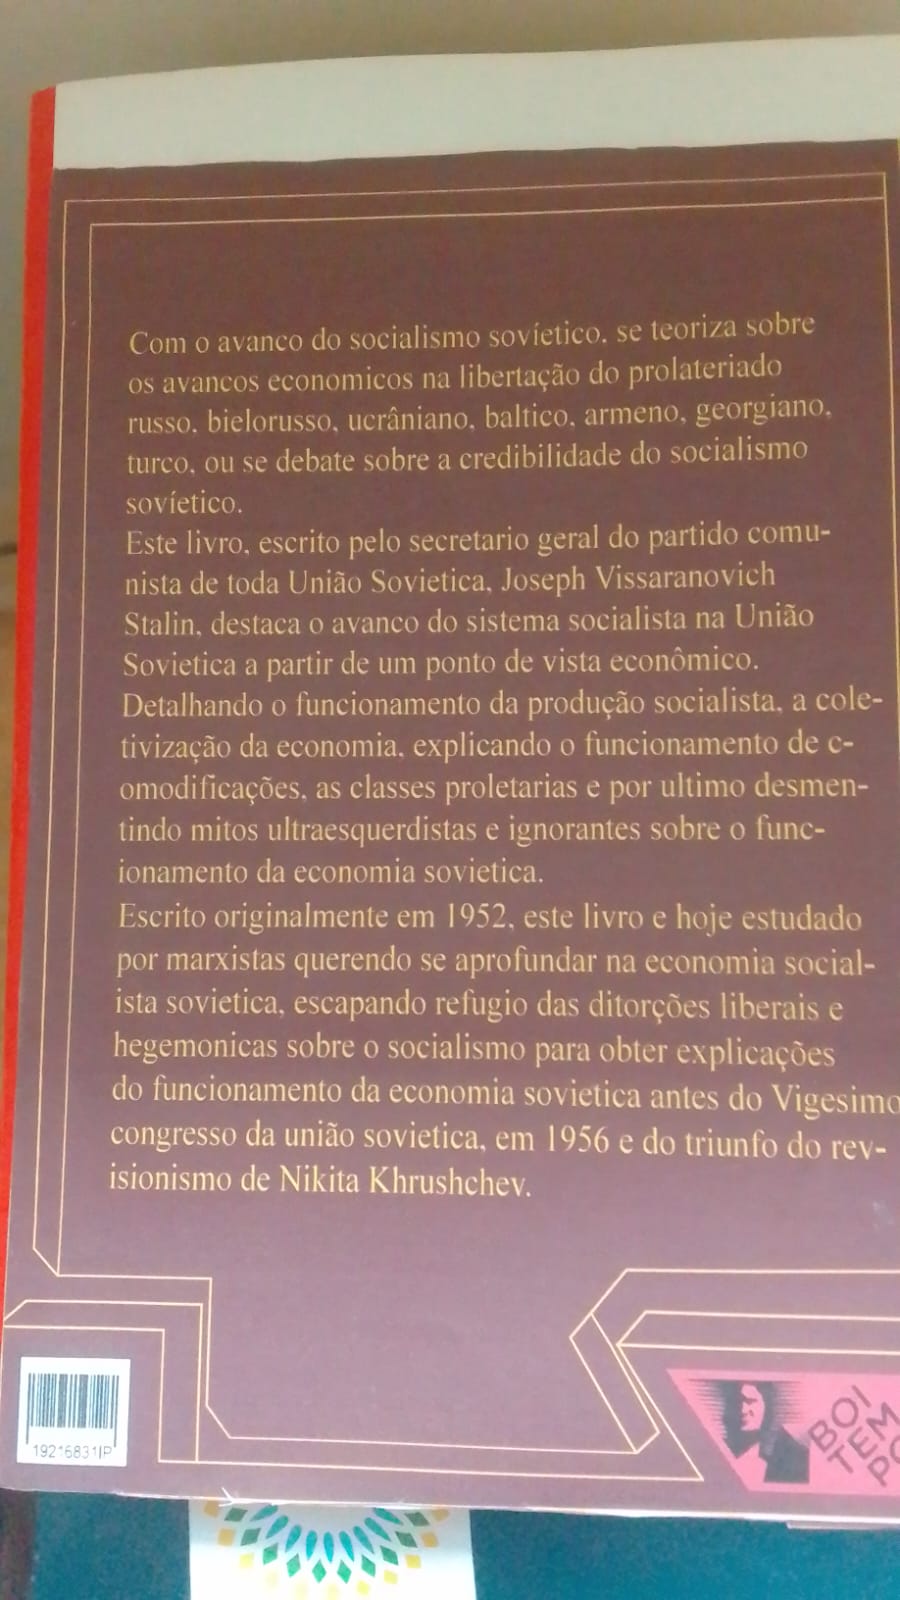 Com o avanco do socialismo sovíetico, se teoriza sobre
os avancos economicos na libertação do prolateriado
russo, bielorusso, ucrâniano, baltico, armeno, georgiano,
turco, ou se debate sobre a credibilidade do socialismo
sovíetico.
Este livro, escrito pelo secretario geral do partido comu-
nista de toda União Sovietica, Joseph Vissaranovich
Stalin, destaca o avanco do sistema socialista na União
Sovietica a partir de um ponto de vista econômico.
Detalhando o funcionamento da produção socialista, a cole-
tivização da economia, explicando o funcionamento de c-
omodificações, as classes proletarias e por ultimo desmen-
tindo mitos ultraesquerdistas e ignorantes sobre o func-
ionamento da economia sovietica.
Escrito originalmente em 1952, este livro e hoje estudado
por marxistas querendo se aprofundar na economia social-
ista sovietica, escapando refugio das ditorções liberais e
hegemonicas sobre o socialismo para obter explicações
do funcionamento da economia sovietica antes do Vigesimo
congresso da união sovietica, em 1956 e do triunfo do rev-
isionismo de Nikita Khrushchev.
19216831|P
BOI
TEM
PO